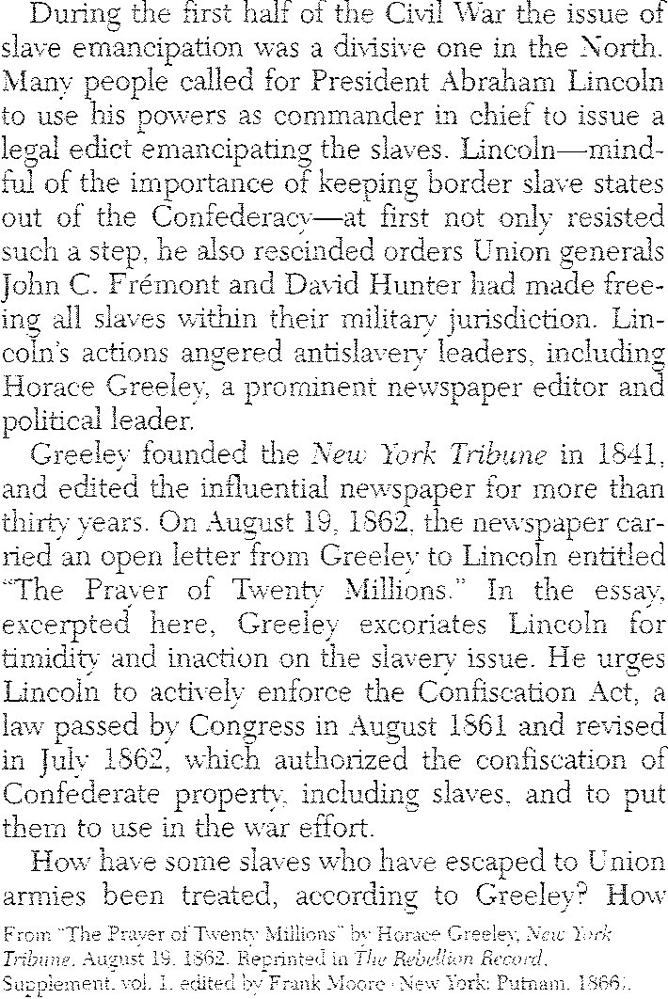 During the first half of the Civil War the issue of
slave emancipation was a divisive one in the North.
Many people called for President Abraham Lincoln
to use his powers as commander in chief to issue a
legal edict emancipating the slaves. Lincoln—mind-
ful of the importance of keeping border slave states
out of the Confederacy—at first not only resisted
such a step, he also rescinded orders Union generals
John C. Frémont and David Hunter had made free-
ing all slaves within their military jurisdiction. Lin-
coln's actions angered antislavery leaders, including
Horace Greeley, a prominent newspaper editor and
political leader.
Greeley founded the New York Tribune in 1841,
and edited the influential newspaper for more than
thirty years. On August 19, 1862, the newspaper car-
ried an open letter from Greeley to Lincoln entitled
“The Prayer of Twenty Millions.” In the essay,
excerpted here, Greeley excoriates Lincoln for
timidity and inaction on the slavery issue. He urges
Lincoln to actively enforce the Confiscation Act, a
law passed by Congress in August 1861 and revised
in July 1862, which authorized the confiscation of
Confederate property, including slaves, and to put
them to use in the war effort.
How have some slaves who have escaped to Union
armies been treated, according to Greeley? How
From “The Prayer of Twenty Millions” by Horace Greeley, New York
Tribune, August 19, 1862. Reprinted in The Rebellion Record,
Supplement, vol. 1, edited by Frank Moore (New York: Putnam, 1866).